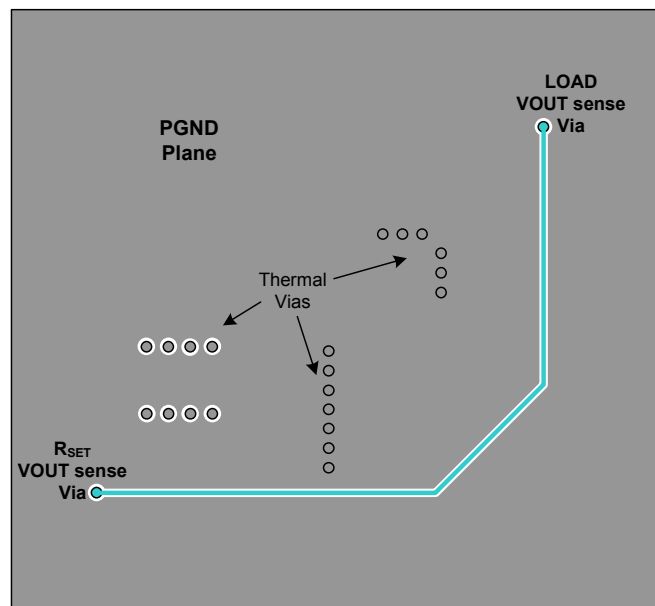 LOAD
VOUT sense
Via
PGND
Plane
Thermal
Vias
RSET
VOUT sense
Via